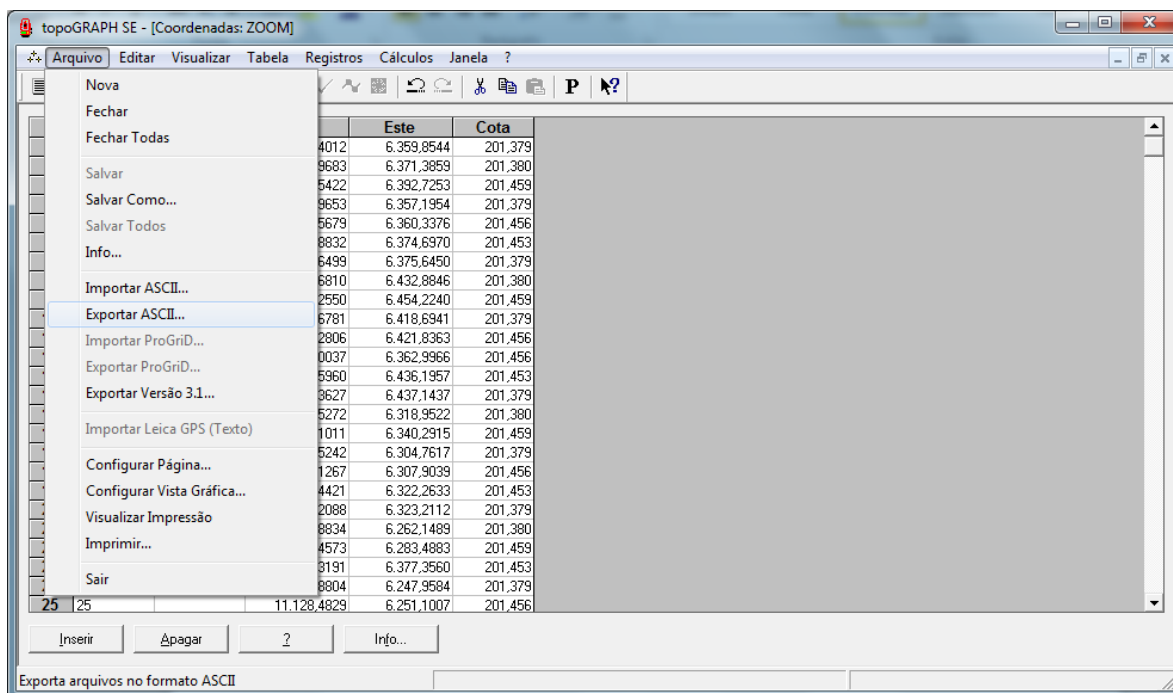 topoGRAPH SE - [Coordenadas: ZOOM]
Arquivo Editar Visualizar Tabela Registros Cálculos Janela ?
P
Nova
Fechar
Fechar Todas
Salvar
Salvar Como...
Salvar Todos
Info...
Importar ASCII...
Exportar ASCII...
Importar ProGriD...
Exportar ProGriD...
Exportar Versão 3.1...
Importar Leica GPS (Texto)
Configurar Página...
Configurar Vista Gráfica...
Visualizar Impressão
Imprimir...
Sair
Este Cota
4012 6.359,8544 201,379
9683 6.371,3859 201,380
5422 6.392,7253 201,459
9653 6.357,1954 201,379
5679 6.360,3376 201,456
8832 6.374,6970 201,453
6499 6.375,6450 201,379
6810 6.432,8846 201,380
2550 6.454,2240 201,459
6781 6.418,6941 201,379
2806 6.421,8363 201,456
0037 6.362,9966 201,456
5960 6.436,1957 201,453
3627 6.437,1437 201,379
5272 6.318,9522 201,380
1011 6.340,2915 201,459
5242 6.304,7617 201,379
1267 6.307,9039 201,456
4421 6.322,2633 201,453
2088 6.323,2112 201,379
8834 6.262,1489 201,380
4573 6.283,4883 201,459
3191 6.377,3560 201,453
8804 6.247,9584 201,379
25 25 11.128,4829 6.251,1007 201,456
Inserir Apagar ? Info...
Exporta arquivos no formato ASCII